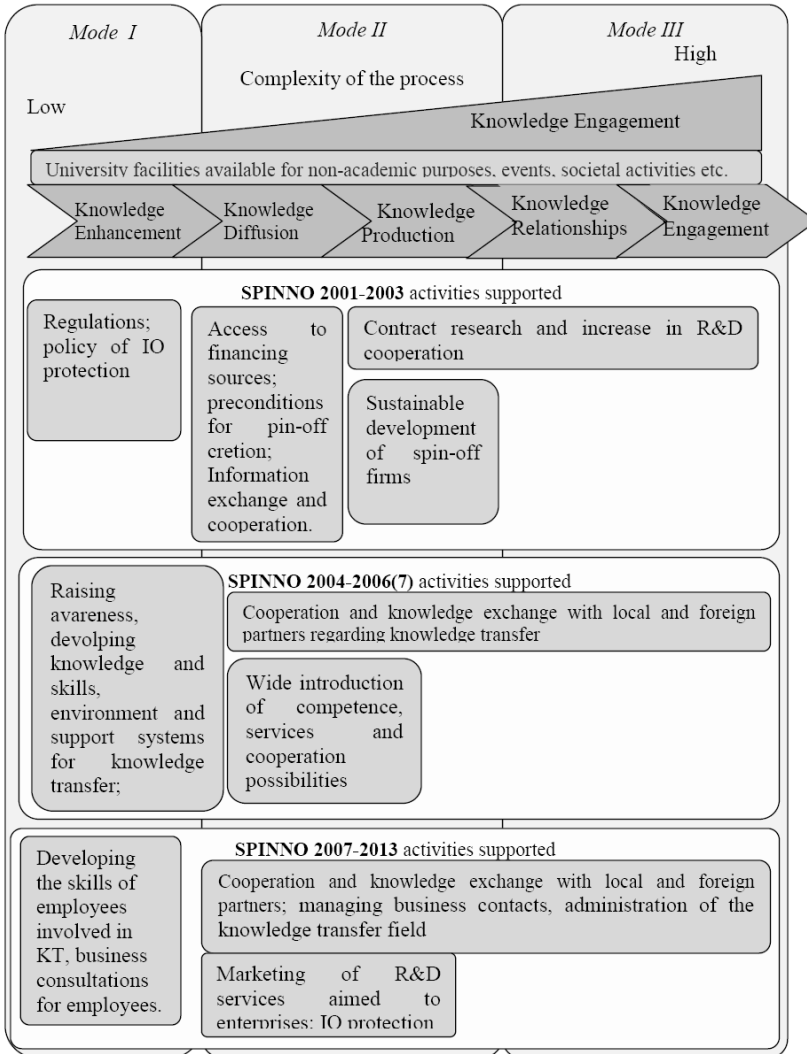 Mode I
Mode II
Mode III
High
Complexity of the process
Low
Knowledge Engagement
University facilities available for non-academic purposes, events, societal activities etc.
Knowledge
Enhancement
Knowledge
Diffusion
Knowledge
Production
Knowledge
Relationships
Knowledge
Engagement
SPINNO 2001-2003 activities supported
Regulations;
policy of IO
protection
Access to
financing
sources;
preconditions
for pin-off
cretion;
Information
exchange and
cooperation.
Contract research and increase in R&D
cooperation
Sustainable
development
of spin-off
firms
SPINNO 2004-2006(7) activities supported
Raising
avareness,
devolping
knowledge and
skills,
environment and
support systems
for knowledge
transfer;
Cooperation and knowledge exchange with local and foreign
partners regarding knowledge transfer
Wide introduction
of competence,
services and
cooperation
possibilities
SPINNO 2007-2013 activities supported
Developing
the skills of
employees
involved in
KT, business
consultations
for employees.
Cooperation and knowledge exchange with local and foreign
partners; managing business contacts, administration of the
knowledge transfer field
Marketing of R&D
services aimed to
enterprises; IO protection